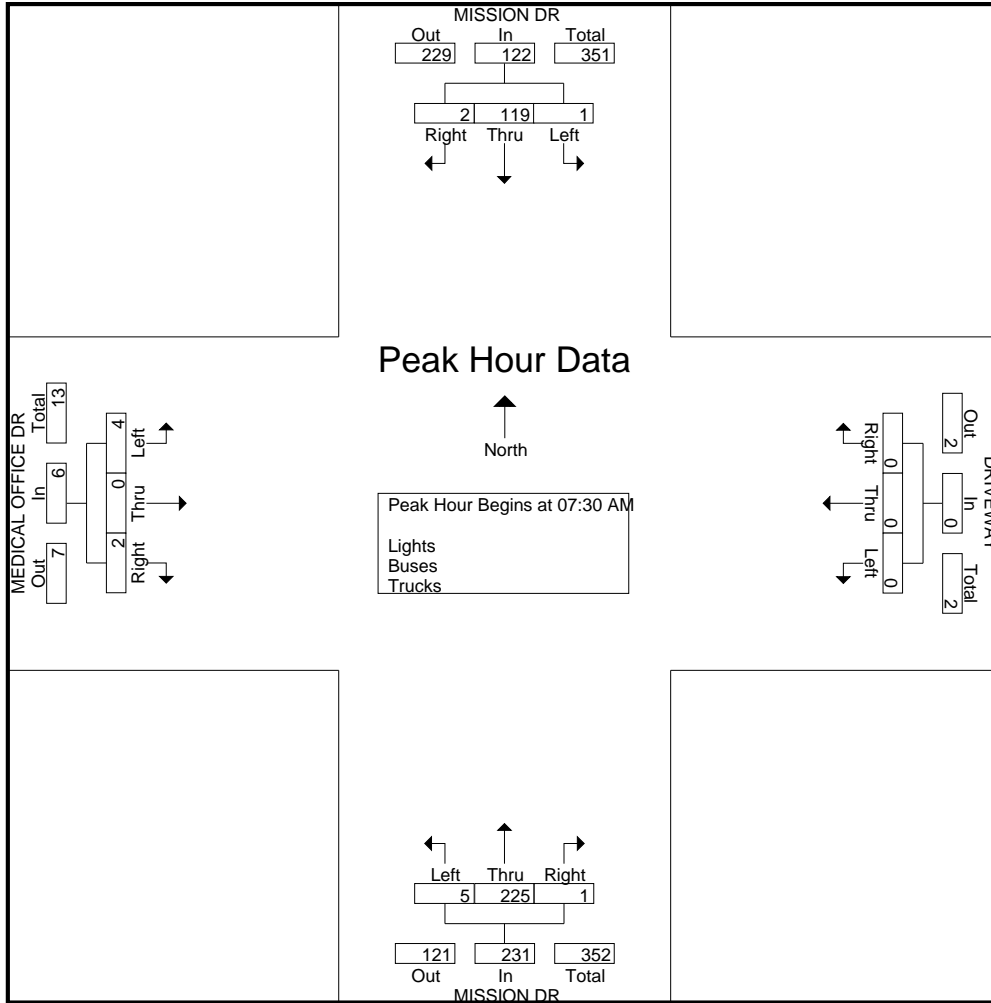 MISSION DR
Out In Total
229 122 351
2 119 1
Right Thru Left
Peak Hour Data
North
Peak Hour Begins at 07:30 AM
Lights
Buses
Trucks
MEDICAL OFFICE DR
Out In Total
7 6 13
Left Thru Right
4 0 2
DRIVEWAY
Out In Total
2 0 2
Right Thru Left
0 0 0
Left Thru Right
5 225 1
121 231 352
Out In Total
MISSION DR